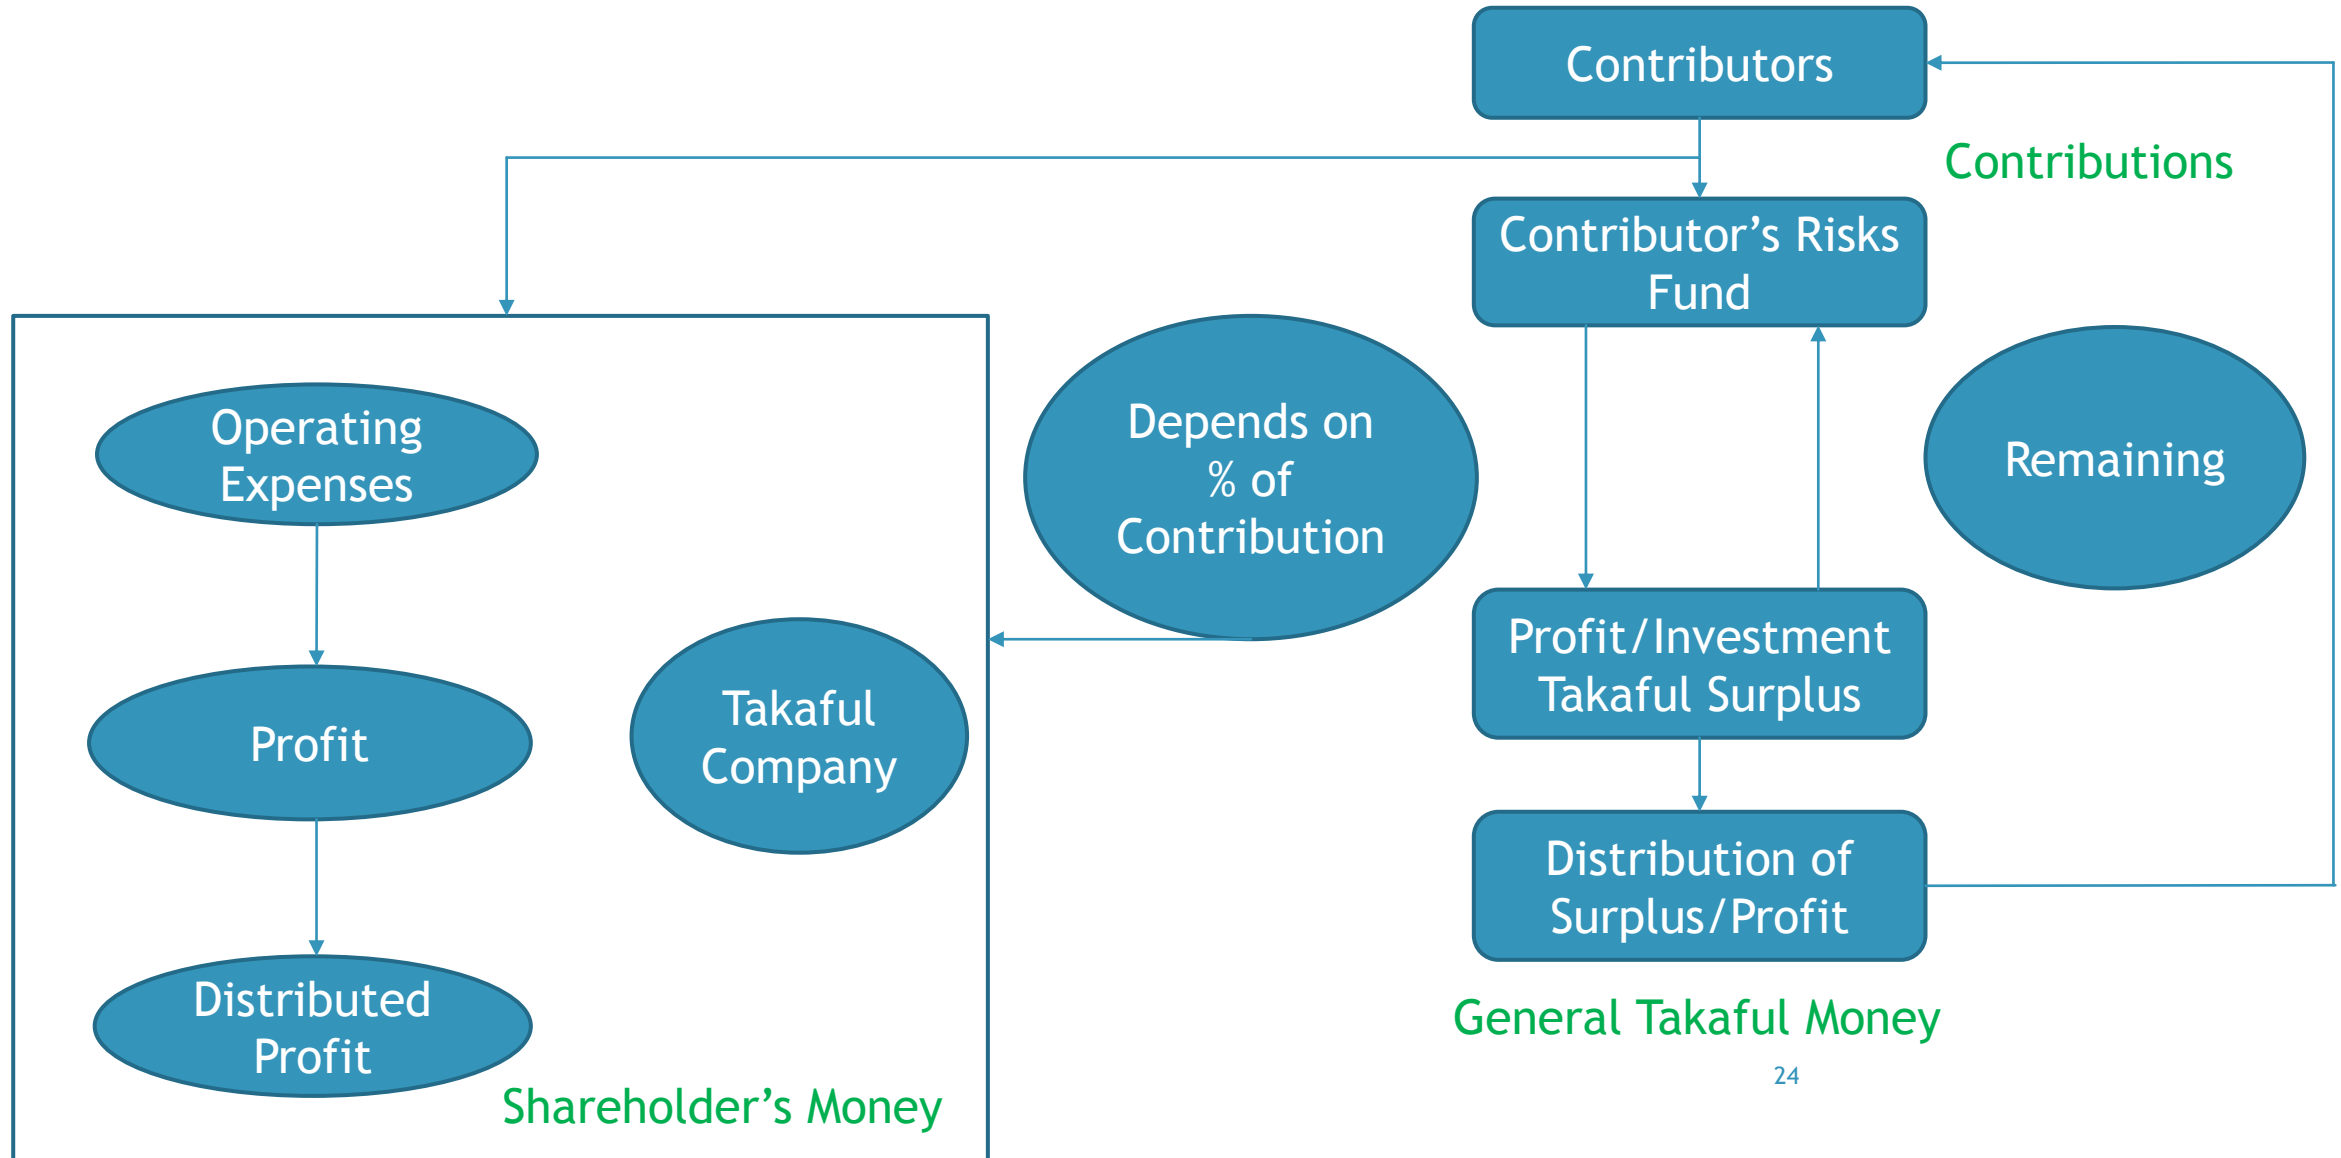 Contributors
Contributions
Contributor’s Risks
Fund
Operating
Expenses
Depends on
% of
Contribution
Remaining
Profit/Investment
Takaful Surplus
Takaful
Company
Profit
Distribution of
Surplus/Profit
Distributed
Profit
General Takaful Money
24
Shareholder’s Money